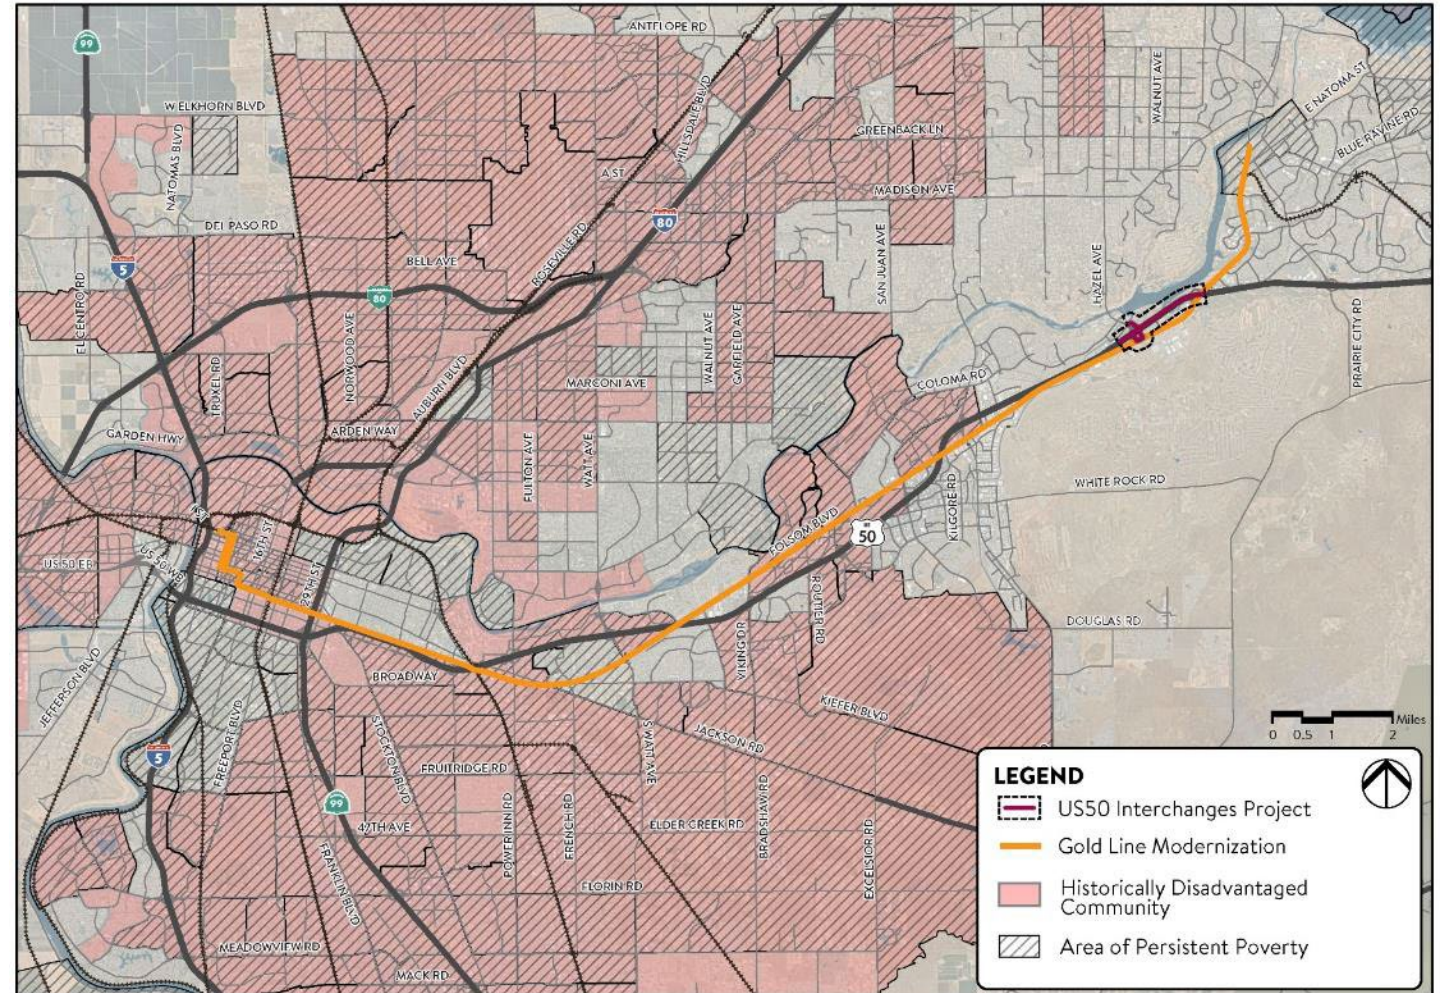 ANTELOPE RD
99
WALNUT AVE
E NATOMA ST
W ELKHORN BLVD
HILLSDALE BLVD
GREENBACK LN
BLUE RAVINE RD
NATOMAS BLVD
A ST
MADISON AVE
DEL PASO RD
80
ROSEVILLE RD
SAN JUAN AVE
HAZEL AVE
5
BELL AVE
80
EL CENTRO RD
NORWOOD AVE
WALNUT AVE
GARFIELD AVE
PRAIRIE CITY RD
TRUXEL RD
AUBURN BLVD
MARCONI AVE
COLOMA RD
GARDEN HWY
ARDEN WAY
FULTON AVE
WATT AVE
WHITE ROCK RD
KILGORE RD
I ST
16TH ST
FOLSOM BLVD
50
US 50 EB
US 50 WB
29TH ST
ROUTIER RD
DOUGLAS RD
VIKING DR
JEFFERSON BLVD
BROADWAY
KIEFER BLVD
FREEPORT BLVD
STOCKTON BLVD
S WATT AVE
JACKSON RD
Miles
0 0.5 1 2
5
FRUITRIDGE RD
99
47TH AVE
POWER INN RD
FRENCH RD
ELDER CREEK RD
BRADSHAW RD
EXCELSIOR RD
FRANKLIN BLVD
FLORIN RD
MEADOWVIEW RD
MACK RD
LEGEND
US50 Interchanges Project
Gold Line Modernization
Historically Disadvantaged
Community
Area of Persistent Poverty